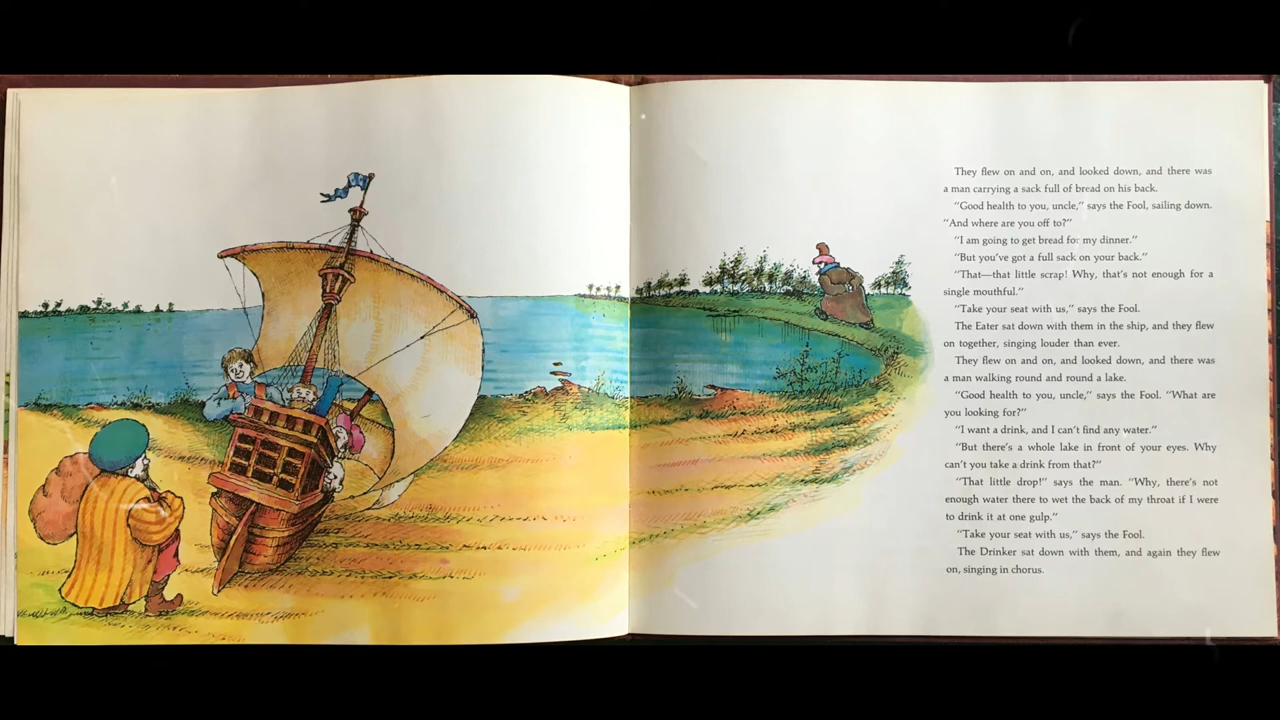 They flew on and on, and looked down, and there was
a man carrying a sack full of bread on his back.
"Good health to you, uncle," says the Fool, sailing down.
"And where are you off to?"
"I am going to get bread for my dinner."
"But you've got a full sack on your back."
"That—that little scrap! Why, that's not enough for a
single mouthful."
"Take your seat with us," says the Fool.
The Eater sat down with them in the ship, and they flew
on together, singing louder than ever.
They flew on and on, and looked down, and there was
a man walking round and round a lake.
"Good health to you, uncle," says the Fool. "What are
you looking for?"
"I want a drink, and I can't find any water."
"But there's a whole lake in front of your eyes. Why
can't you take a drink from that?"
"That little drop!" says the man. "Why, there's not
enough water there to wet the back of my throat if I were
to drink it at one gulp."
"Take your seat with us," says the Fool.
The Drinker sat down with them, and again they flew
on, singing in chorus.